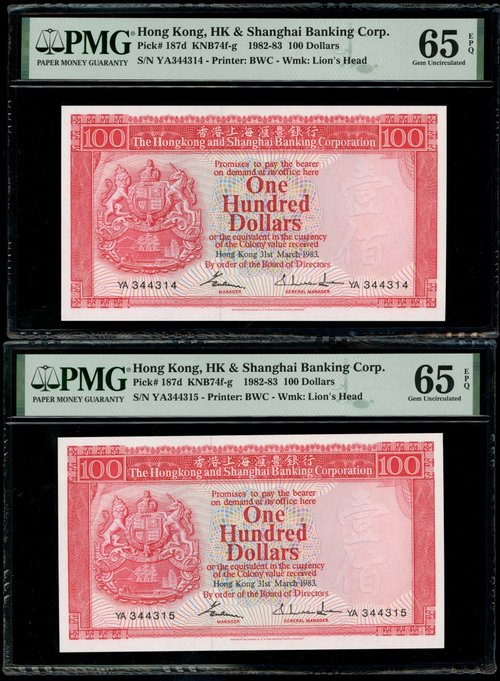 PMG
PAPER MONEY GUARANTY
Hong Kong, HK & Shanghai Banking Corp.
Pick# 187d KNB74f-g 1982-83 100 Dollars
S/N YA344314 - Printer: BWC - Wmk: Lion's Head
65 EPQ
Gem Uncirculated
100 香港上海滙豐銀行 100
The Hongkong and Shanghai Banking Corporation
Promises to pay the bearer
on demand at its office here
One
Hundred
Dollars
or the equivalent in the currency
of the Colony value received
Hong Kong 31st March 1983.
By order of the Board of Directors
壹佰
YA 344314
MANAGER
GENERAL MANAGER
YA 344314
PMG
PAPER MONEY GUARANTY
Hong Kong, HK & Shanghai Banking Corp.
Pick# 187d KNB74f-g 1982-83 100 Dollars
S/N YA344315 - Printer: BWC - Wmk: Lion's Head
65 EPQ
Gem Uncirculated
100 香港上海滙豐銀行 100
The Hongkong and Shanghai Banking Corporation
Promises to pay the bearer
on demand at its office here
One
Hundred
Dollars
or the equivalent in the currency
of the Colony value received
Hong Kong 31st March 1983.
By order of the Board of Directors
壹佰
YA 344315
MANAGER
GENERAL MANAGER
YA 344315